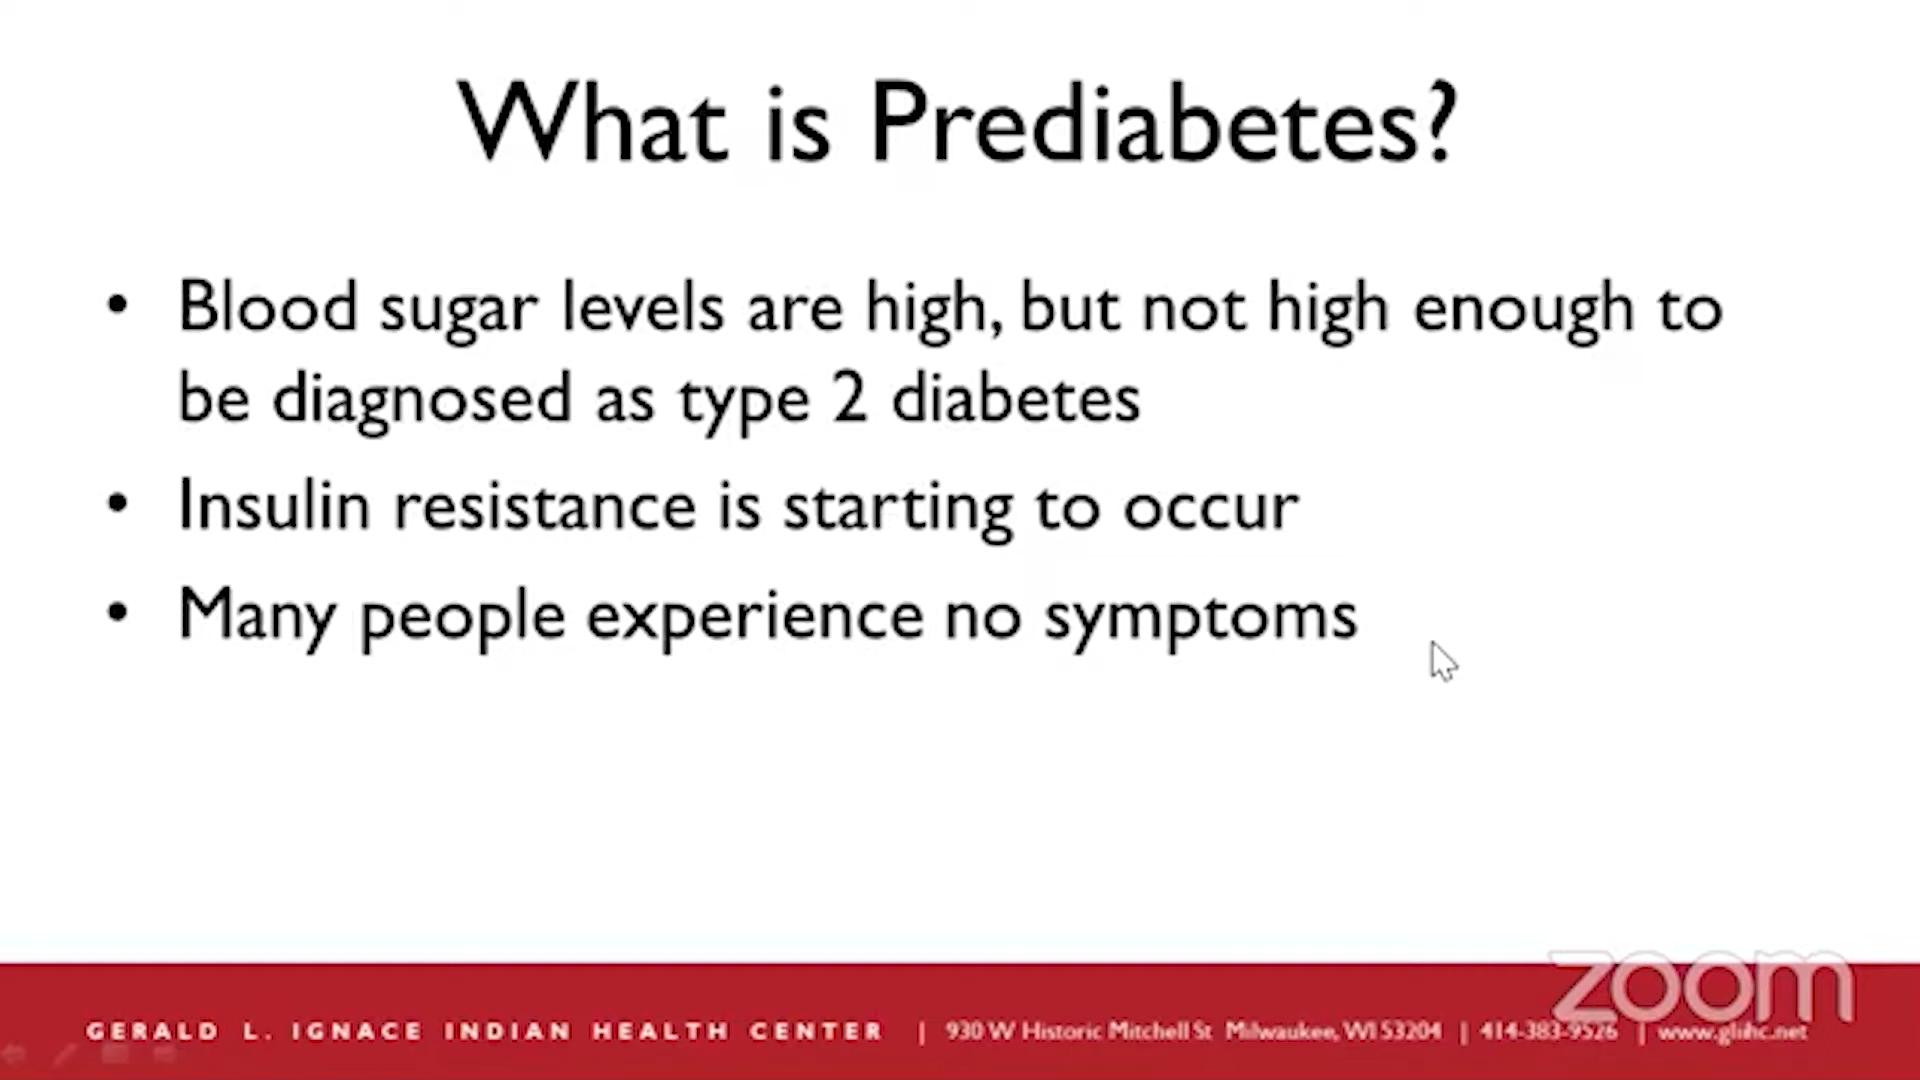 What is Prediabetes?
• Blood sugar levels are high, but not high enough to
be diagnosed as type 2 diabetes
• Insulin resistance is starting to occur
• Many people experience no symptoms
zoom
GERALD L. IGNACE INDIAN HEALTH CENTER | 930 W Historic Mitchell St Milwaukee, WI 53204 | 414-383-9526 | www.gliihc.net